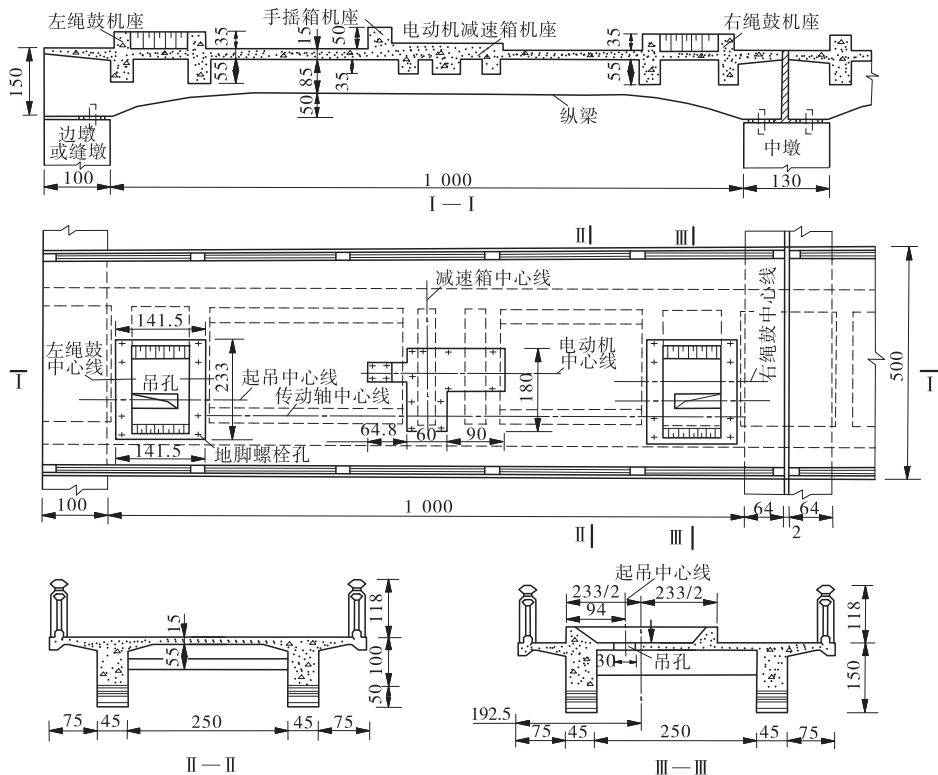 左绳鼓机座
手摇箱机座
电动机减速箱机座
右绳鼓机座
35
15
50
35
150
55
85
35
55
50
纵梁
边墩
或缝墩
中墩
100
1 000
130
Ⅰ—Ⅰ
Ⅱ
Ⅲ
减速箱中心线
141.5
左绳鼓
中心线
吊孔
233
起吊中心线
传动轴中心线
电动机
中心线
180
右绳鼓中心线
500
Ⅰ
Ⅰ
64.8
60
90
141.5
地脚螺栓孔
100
1 000
64
64
2
Ⅱ
Ⅲ
起吊中心线
233/2
233/2
94
118
15
55
100
50
118
150
30
吊孔
192.5
75
45
250
45
75
75
45
250
45
75
Ⅱ—Ⅱ
Ⅲ—Ⅲ